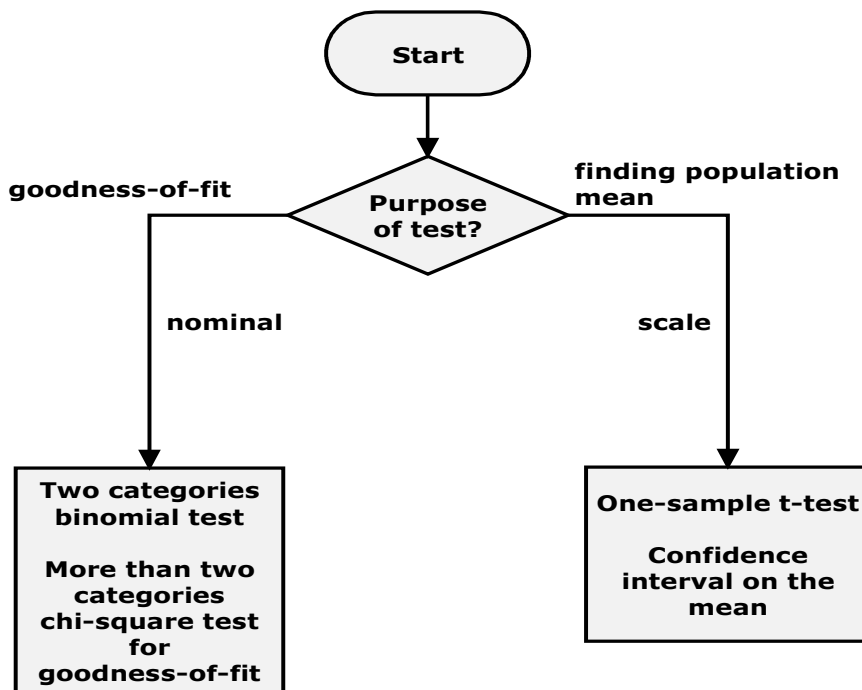 Start
goodness-of-fit
finding population
mean
Purpose
of test?
nominal
scale
Two categories
binomial test
More than two
categories
chi-square test
for
goodness-of-fit
One-sample t-test
Confidence
interval on the
mean